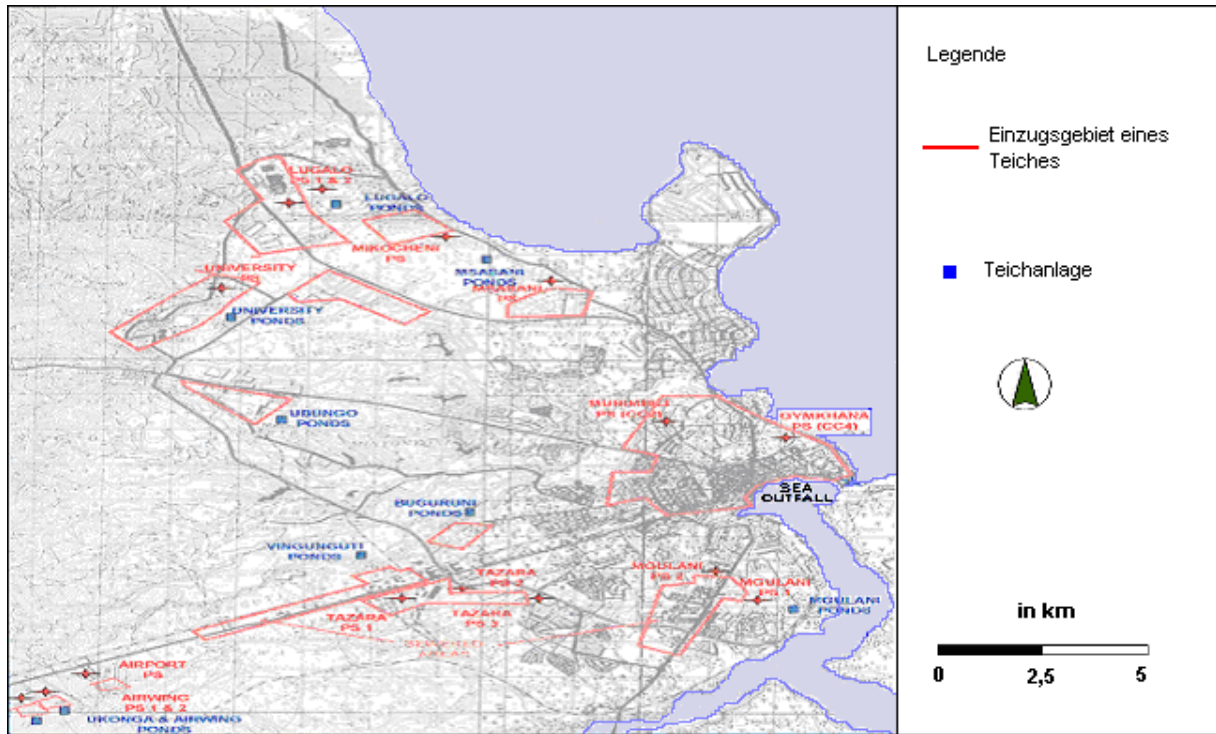 LUGALO
PS 1 & 2
LUGALO
PONDS
MIKOCHENI
PS
UNIVERSITY
PS
MSASANI
PONDS
MSASANI
PS
UNIVERSITY
PONDS
UBUNGO
PONDS
PS (CC3)
GYMKHANA
PS (CC4)
SEA
OUTFALL
BUGURUNI
PONDS
VINGUNGUTI
PONDS
TAZARA
PS 2
TAZARA
PS 1
TAZARA
PS 3
AREAS
MGULANI
PS 2
MGULANI
PS 1
MGULANI
PONDS
AIRPORT
PS
AIRWING
PS 1 & 2
UKONGA & AIRWING
PONDS
Legende
Einzugsgebiet eines
Teiches
Teichanlage
in km
0
2,5
5